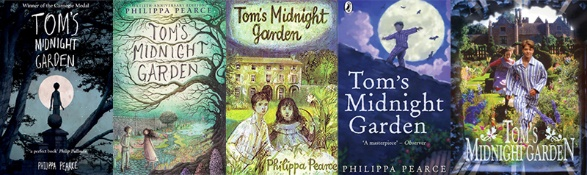 Winner of the Carnegie Medal
TOM'S
MIDNIGHT
GARDEN
'a perfect book' Philip Pullman
PHILIPPA PEARCE
PHILIPPA PEARCE
TOM'S
MIDNIGHT
GARDEN
Tom's Midnight
Garden
Philippa Pearce
Tom's
Midnight
Garden
'A masterpiece' – Observer
PHILIPPA PEARCE
TOM'S
MIDNIGHT GARDEN